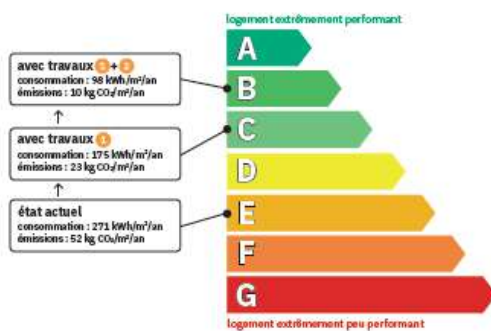 logement extrêmement performant
avec travaux 1 + 2
consommation : 98 kWh/m²/an
émissions : 10 kg CO₂/m²/an
avec travaux 1
consommation : 175 kWh/m²/an
émissions : 23 kg CO₂/m²/an
état actuel
consommation : 271 kWh/m²/an
émissions : 52 kg CO₂/m²/an
A
B
C
D
E
F
G
logement extrêmement peu performant